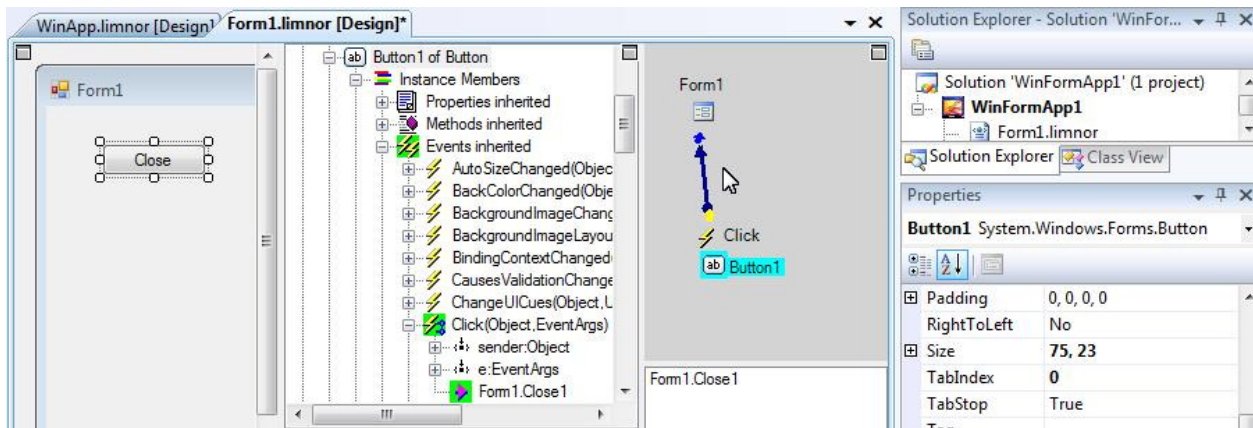 WinApp.limnor [Design]
Form1.limnor [Design]*
Form1
Close
Button1 of Button
Instance Members
Properties inherited
Methods inherited
Events inherited
AutoSizeChanged(Objec
BackColorChanged(Obje
BackgroundImageChang
BackgroundImageLayou
BindingContextChanged
CausesValidationChange
ChangeUICues(Object,U
Click(Object,EventArgs)
sender:Object
e:EventArgs
Form1.Close1
Form1
Click
ab Button1
Form1.Close1
Solution Explorer - Solution 'WinFor...
Solution 'WinFormApp1' (1 project)
WinFormApp1
Form1.limnor
Solution Explorer Class View
Properties
Button1 System.Windows.Forms.Button
Padding 0, 0, 0, 0
RightToLeft No
Size 75, 23
TabIndex 0
TabStop True